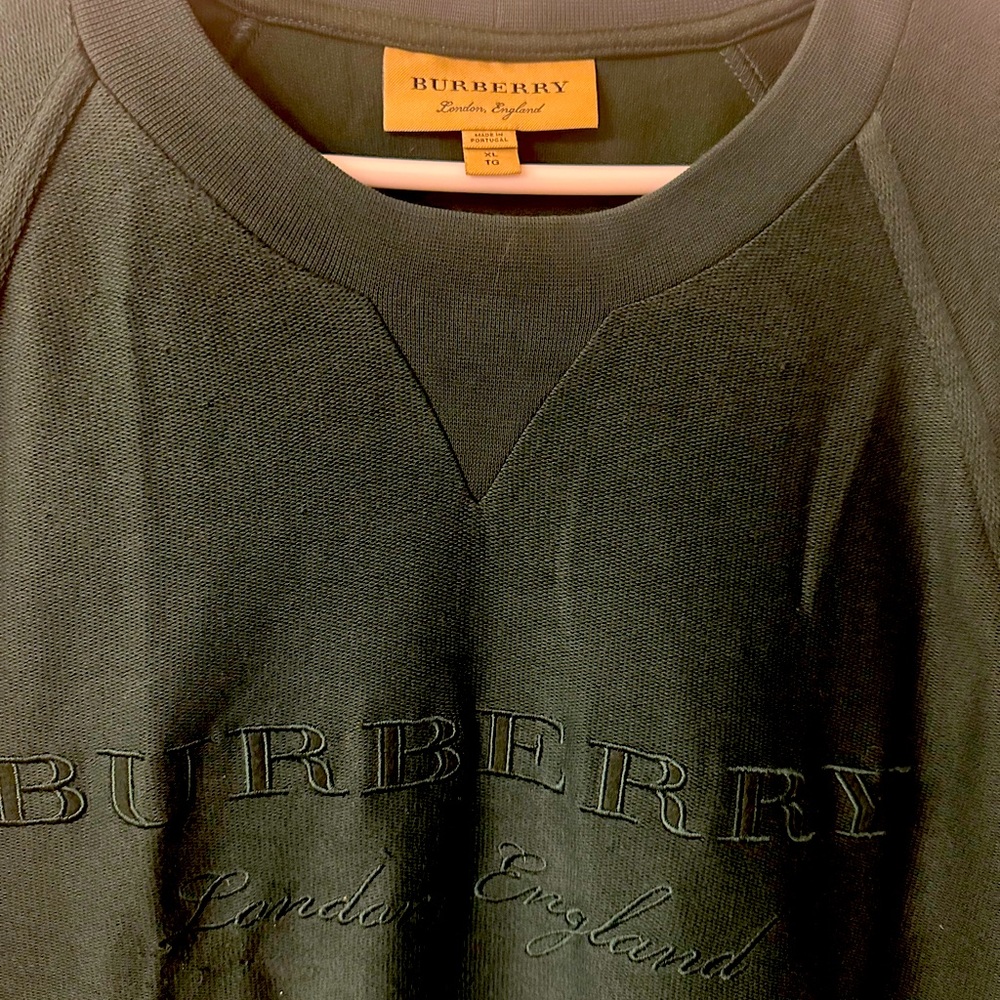 BURBERRY
London, England
MADE IN
PORTUGAL
XL
TG
BURBERRY
London, England